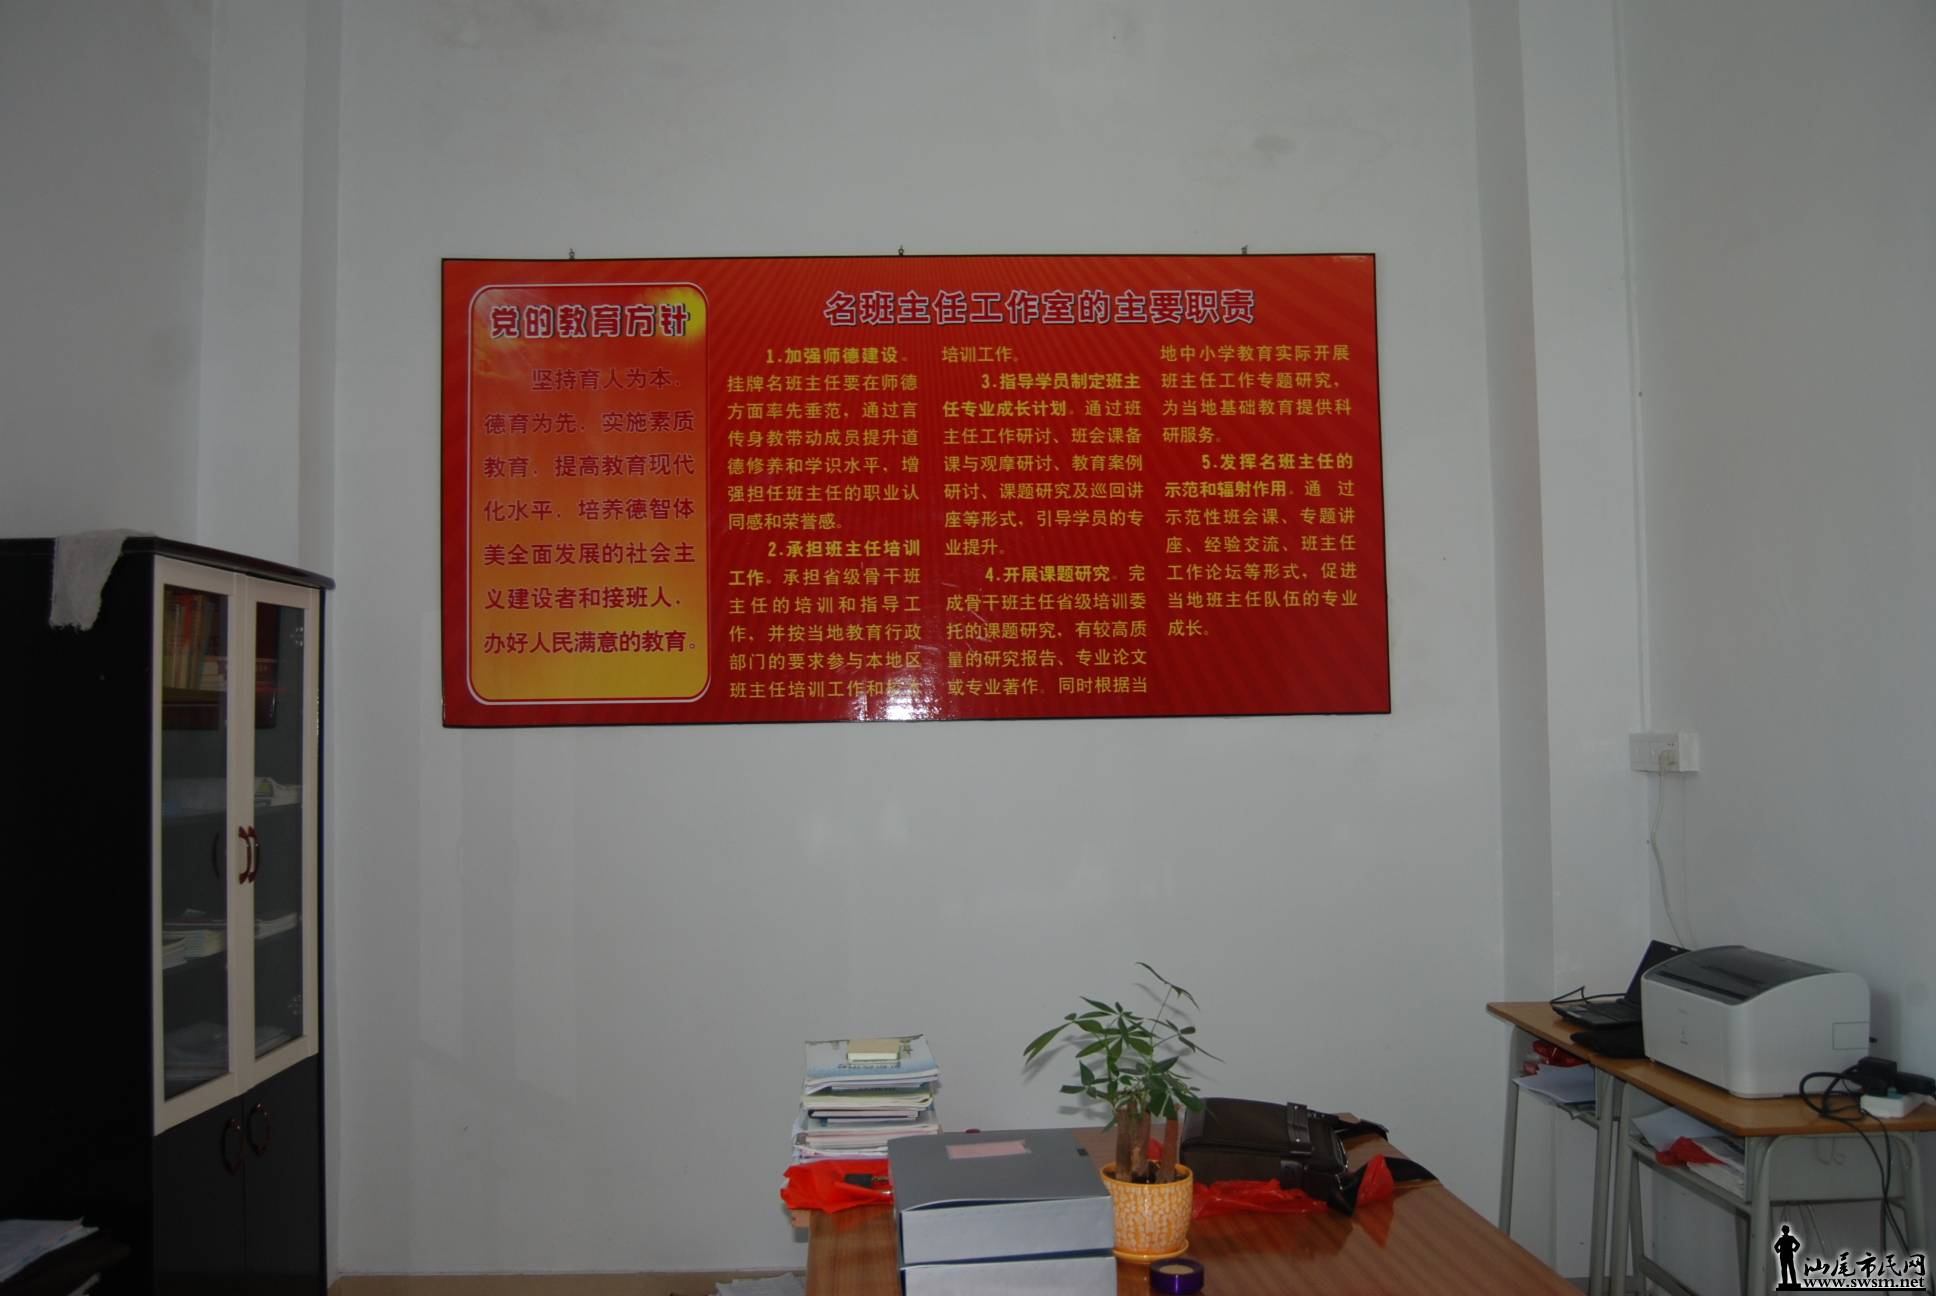 党的教育方针
坚持育人为本，
德育为先，实施素质
教育，提高教育现代
化水平，培养德智体
美全面发展的社会主
义建设者和接班人，
办好人民满意的教育。
名班主任工作室的主要职责
1.加强师德建设。
挂牌名班主任要在师德
方面率先垂范，通过言
传身教带动成员提升道
德修养和学识水平，增
强担任班主任的职业认
同感和荣誉感。
2.承担班主任培训
工作。承担省级骨干班
主任的培训和指导工
作，并按当地教育行政
部门的要求参与本地区
班主任培训工作和
培训工作。
3.指导学员制定班主
任专业成长计划。通过班
主任工作研讨、班会课备
课与观摩研讨、教育案例
研讨、课题研究及巡回讲
座等形式，引导学员的专
业提升。
4.开展课题研究。完
成骨干班主任省级培训委
托的课题研究，有较高质
量的研究报告、专业论文
或专业著作。同时根据当
地中小学教育实际开展
班主任工作专题研究，
为当地基础教育提供科
研服务。
5.发挥名班主任的
示范和辐射作用。通过
示范性班会课、专题讲
座、经验交流、班主任
工作论坛等形式，促进
当地班主任队伍的专业
成长。
汕尾市民网
www.swsm.net